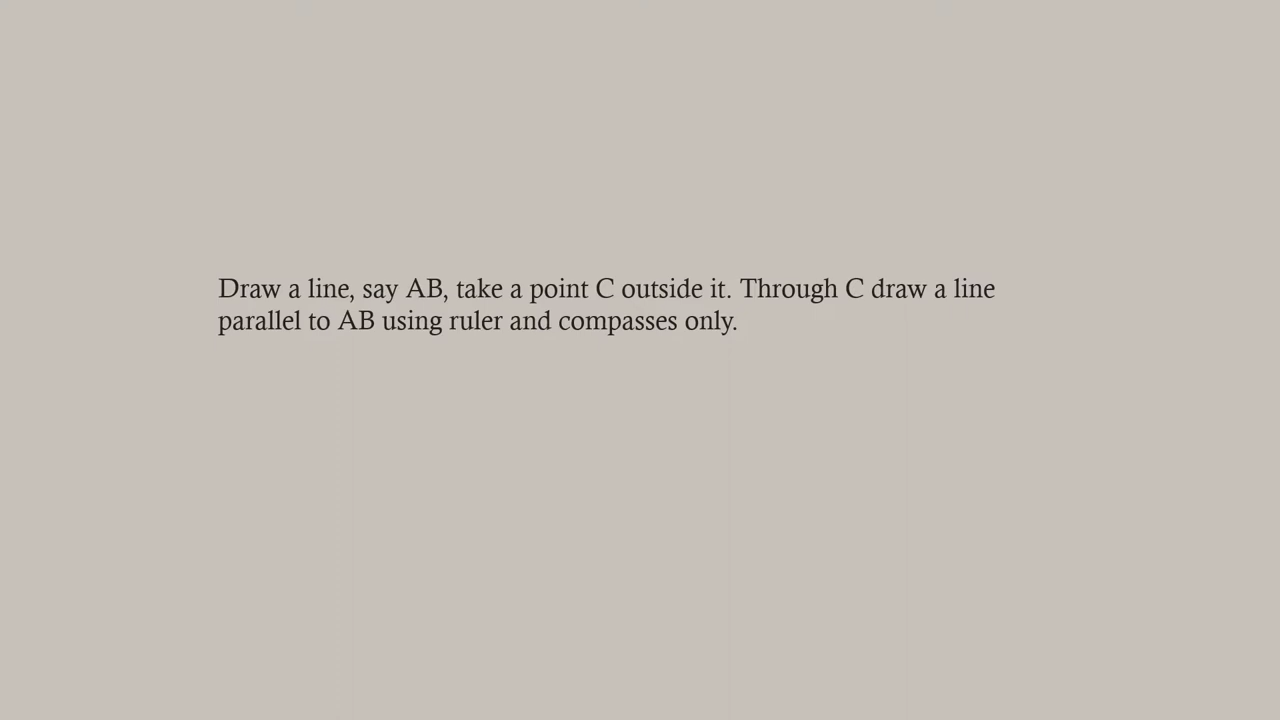 Draw a line, say AB, take a point C outside it. Through C draw a line
parallel to AB using ruler and compasses only.